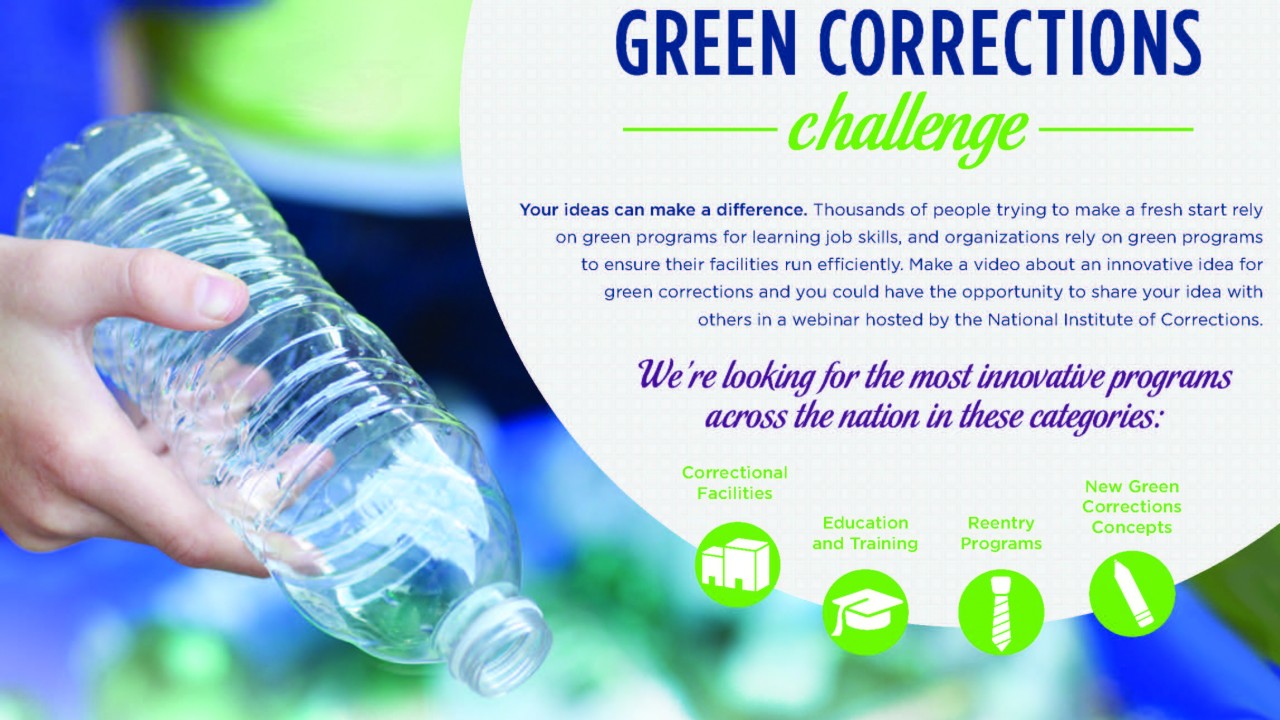 GREEN CORRECTIONS
challenge
Your ideas can make a difference. Thousands of people trying to make a fresh start rely
on green programs for learning job skills, and organizations rely on green programs
to ensure their facilities run efficiently. Make a video about an innovative idea for
green corrections and you could have the opportunity to share your idea with
others in a webinar hosted by the National Institute of Corrections.
We're looking for the most innovative programs
across the nation in these categories:
Correctional
Facilities
Education
and Training
Reentry
Programs
New Green
Corrections
Concepts